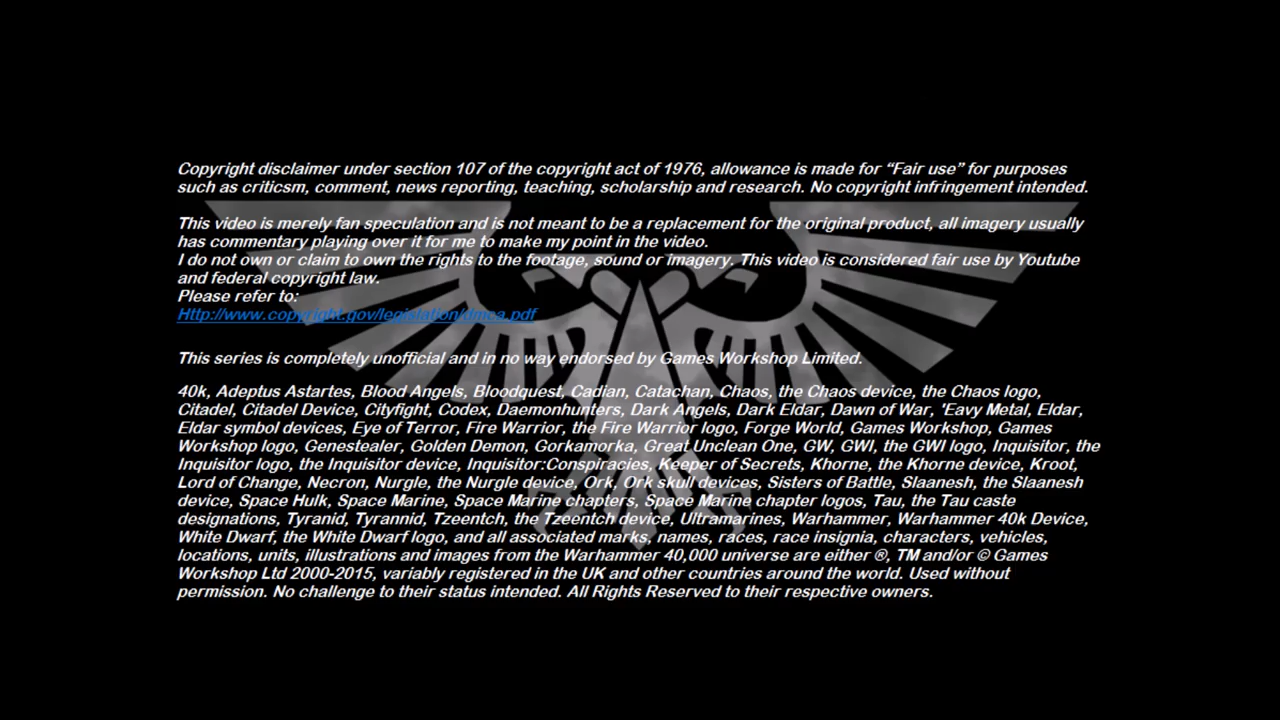 Copyright disclaimer under section 107 of the copyright act of 1976, allowance is made for “Fair use” for purposes
such as criticsm, comment, news reporting, teaching, scholarship and research. No copyright infringement intended.
This video is merely fan speculation and is not meant to be a replacement for the original product, all imagery usually
has commentary playing over it for me to make my point in the video.
I do not own or claim to own the rights to the footage, sound or imagery. This video is considered fair use by Youtube
and federal copyright law.
Please refer to:
Http://www.copyright.gov/legislation/dmca.pdf
This series is completely unofficial and in no way endorsed by Games Workshop Limited.
40k, Adeptus Astartes, Blood Angels, Bloodquest, Cadian, Catachan, Chaos, the Chaos device, the Chaos logo,
Citadel, Citadel Device, Cityfight, Codex, Daemonhunters, Dark Angels, Dark Eldar, Dawn of War, 'Eavy Metal, Eldar,
Eldar symbol devices, Eye of Terror, Fire Warrior, the Fire Warrior logo, Forge World, Games Workshop, Games
Workshop logo, Genestealer, Golden Demon, Gorkamorka, Great Unclean One, GW, GWI, the GWI logo, Inquisitor, the
Inquisitor logo, the Inquisitor device, Inquisitor:Conspiracies, Keeper of Secrets, Khorne, the Khorne device, Kroot,
Lord of Change, Necron, Nurgle, the Nurgle device, Ork, Ork skull devices, Sisters of Battle, Slaanesh, the Slaanesh
device, Space Hulk, Space Marine, Space Marine chapters, Space Marine chapter logos, Tau, the Tau caste
designations, Tyranid, Tyrannid, Tzeentch, the Tzeentch device, Ultramarines, Warhammer, Warhammer 40k Device,
White Dwarf, the White Dwarf logo, and all associated marks, names, races, race insignia, characters, vehicles,
locations, units, illustrations and images from the Warhammer 40,000 universe are either ®, TM and/or © Games
Workshop Ltd 2000-2015, variably registered in the UK and other countries around the world. Used without
permission. No challenge to their status intended. All Rights Reserved to their respective owners.